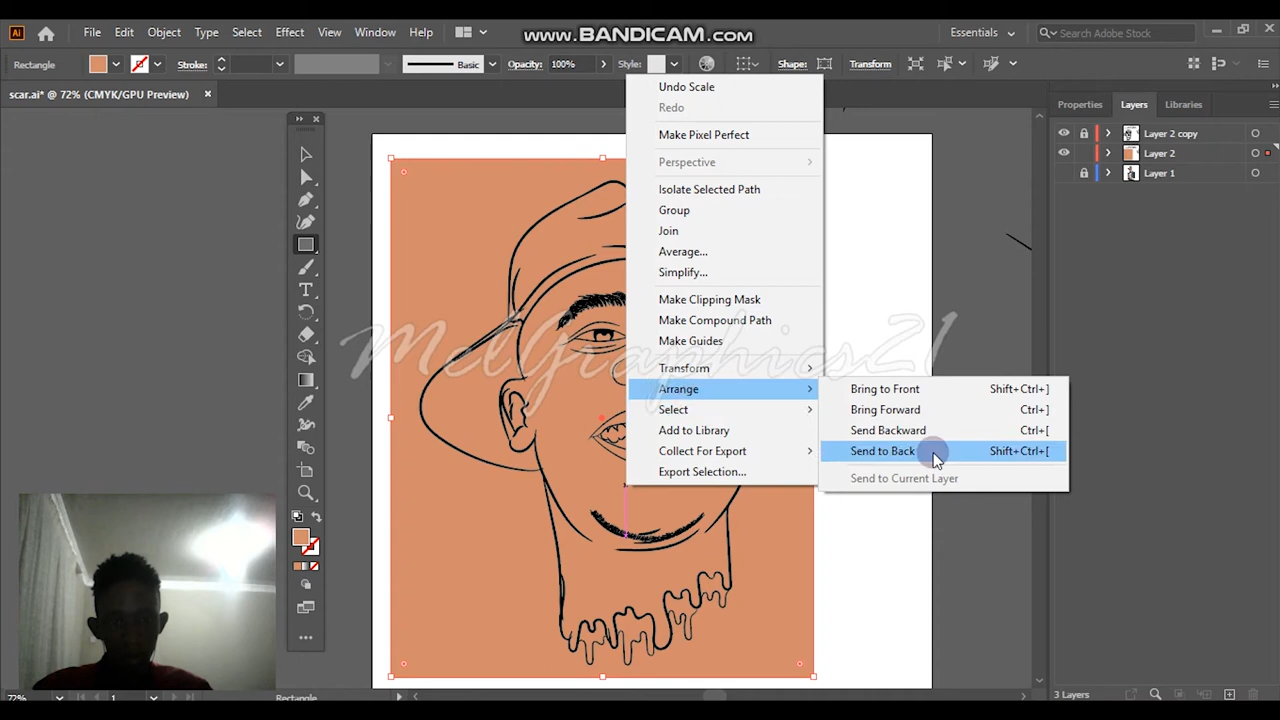 www.BANDICAM.com
Ai File Edit Object Type Select Effect View Window Help Essentials Search Adobe Stock
Rectangle Stroke: Basic Opacity: 100% Style: Shape: Transform
scar.ai* @ 72% (CMYK/GPU Preview) ×
Undo Scale
Redo
Make Pixel Perfect
Perspective
Isolate Selected Path
Group
Join
Average...
Simplify...
Make Clipping Mask
Make Compound Path
Make Guides
Transform
Arrange
Select
Add to Library
Collect For Export
Export Selection...
Bring to Front Shift+Ctrl+]
Bring Forward Ctrl+]
Send Backward Ctrl+[
Send to Back Shift+Ctrl+[
Send to Current Layer
Properties Layers Libraries
Layer 2 copy
Layer 2
Layer 1
MclGraphics21
72% 1 Rectangle
3 Layers